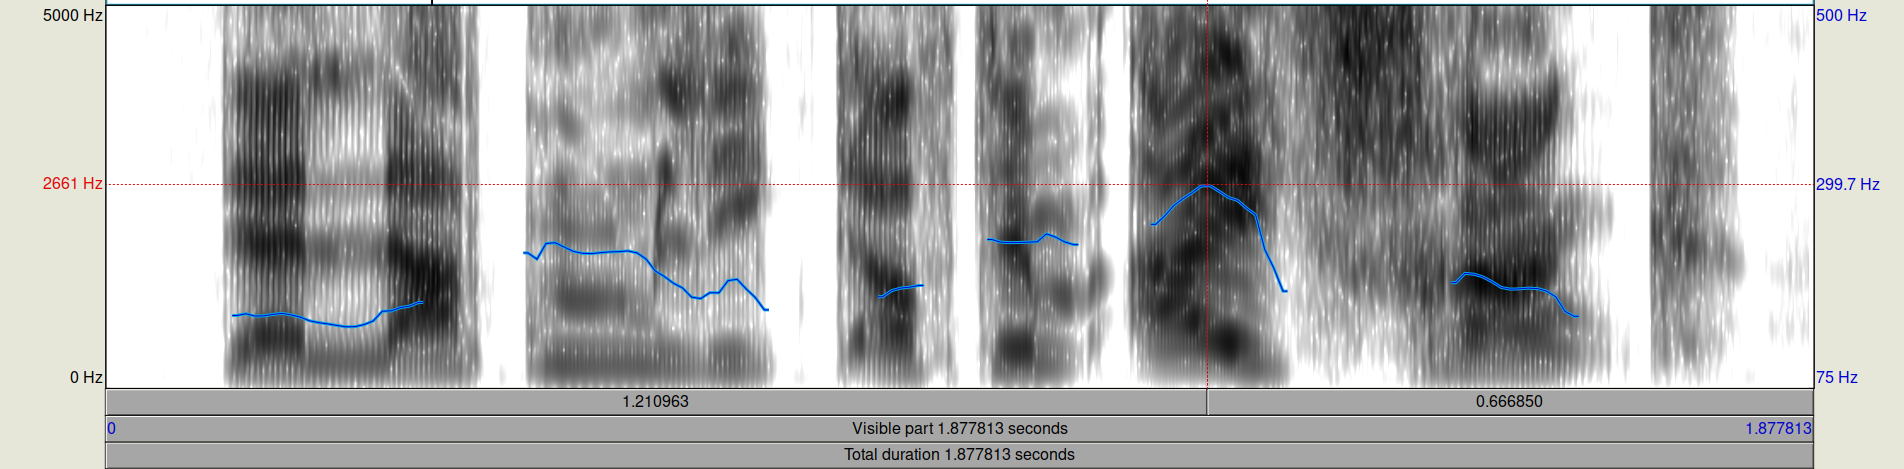 5000 Hz 500 Hz
2661 Hz 299.7 Hz
0 Hz 75 Hz
1.210963 0.666850
0 Visible part 1.877813 seconds 1.877813
Total duration 1.877813 seconds